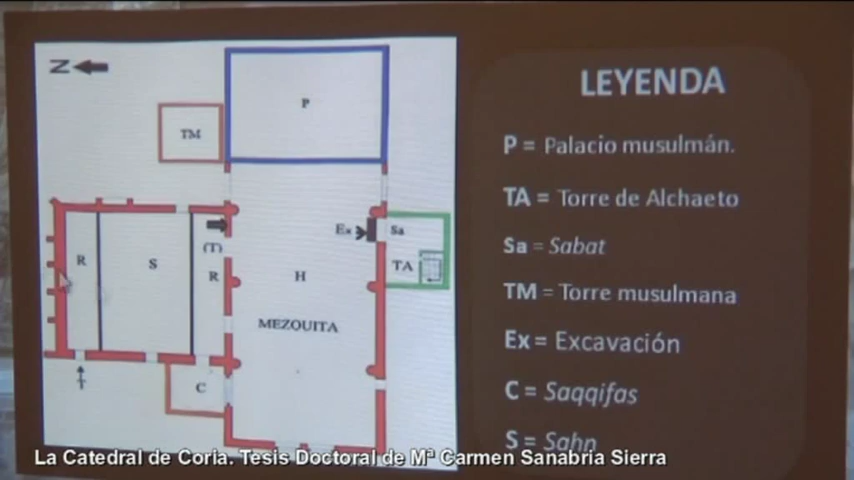 N
P
TM
Ex
Sa
R
S
(T)
R
H
TA
MEZQUITA
C
T
LEYENDA
P = Palacio musulmán.
TA = Torre de Alchaeto
Sa = Sabat
TM = Torre musulmana
Ex = Excavación
C = Saqqifas
S = Sahn
La Catedral de Coria. Tesis Doctoral de Mª Carmen Sanabria Sierra